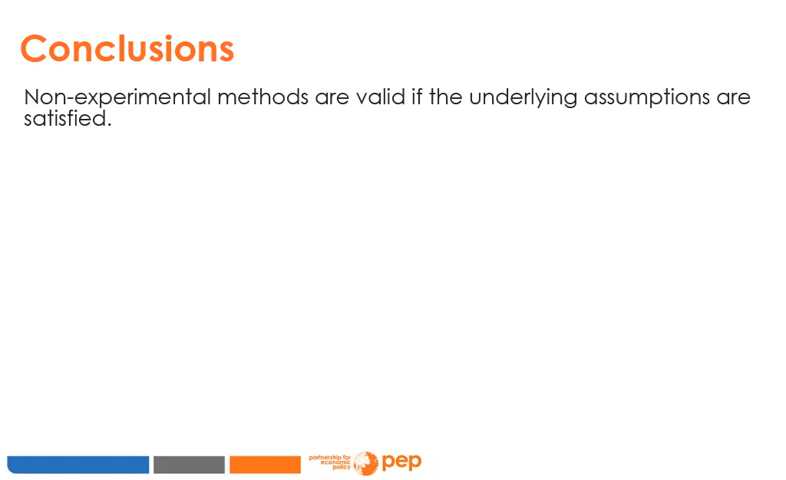 Conclusions
Non-experimental methods are valid if the underlying assumptions are
satisfied.
partnership for
economic
policy
pep